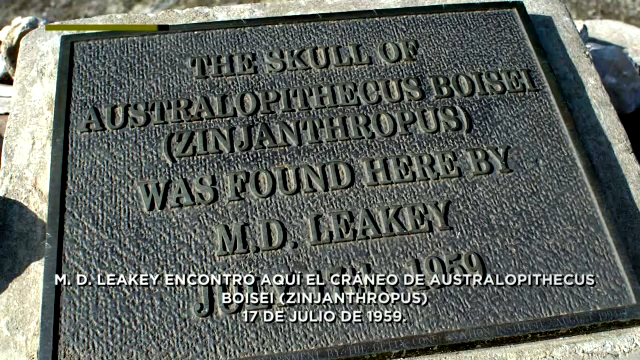 THE SKULL OF
AUSTRALOPITHECUS BOISEI
(ZINJANTHROPUS)
WAS FOUND HERE BY
M.D. LEAKEY
1959
M. D. LEAKEY ENCONTRÓ AQUÍ EL CRÁNEO DE AUSTRALOPITHECUS
BOISEI (ZINJANTHROPUS)
17 DE JULIO DE 1959.